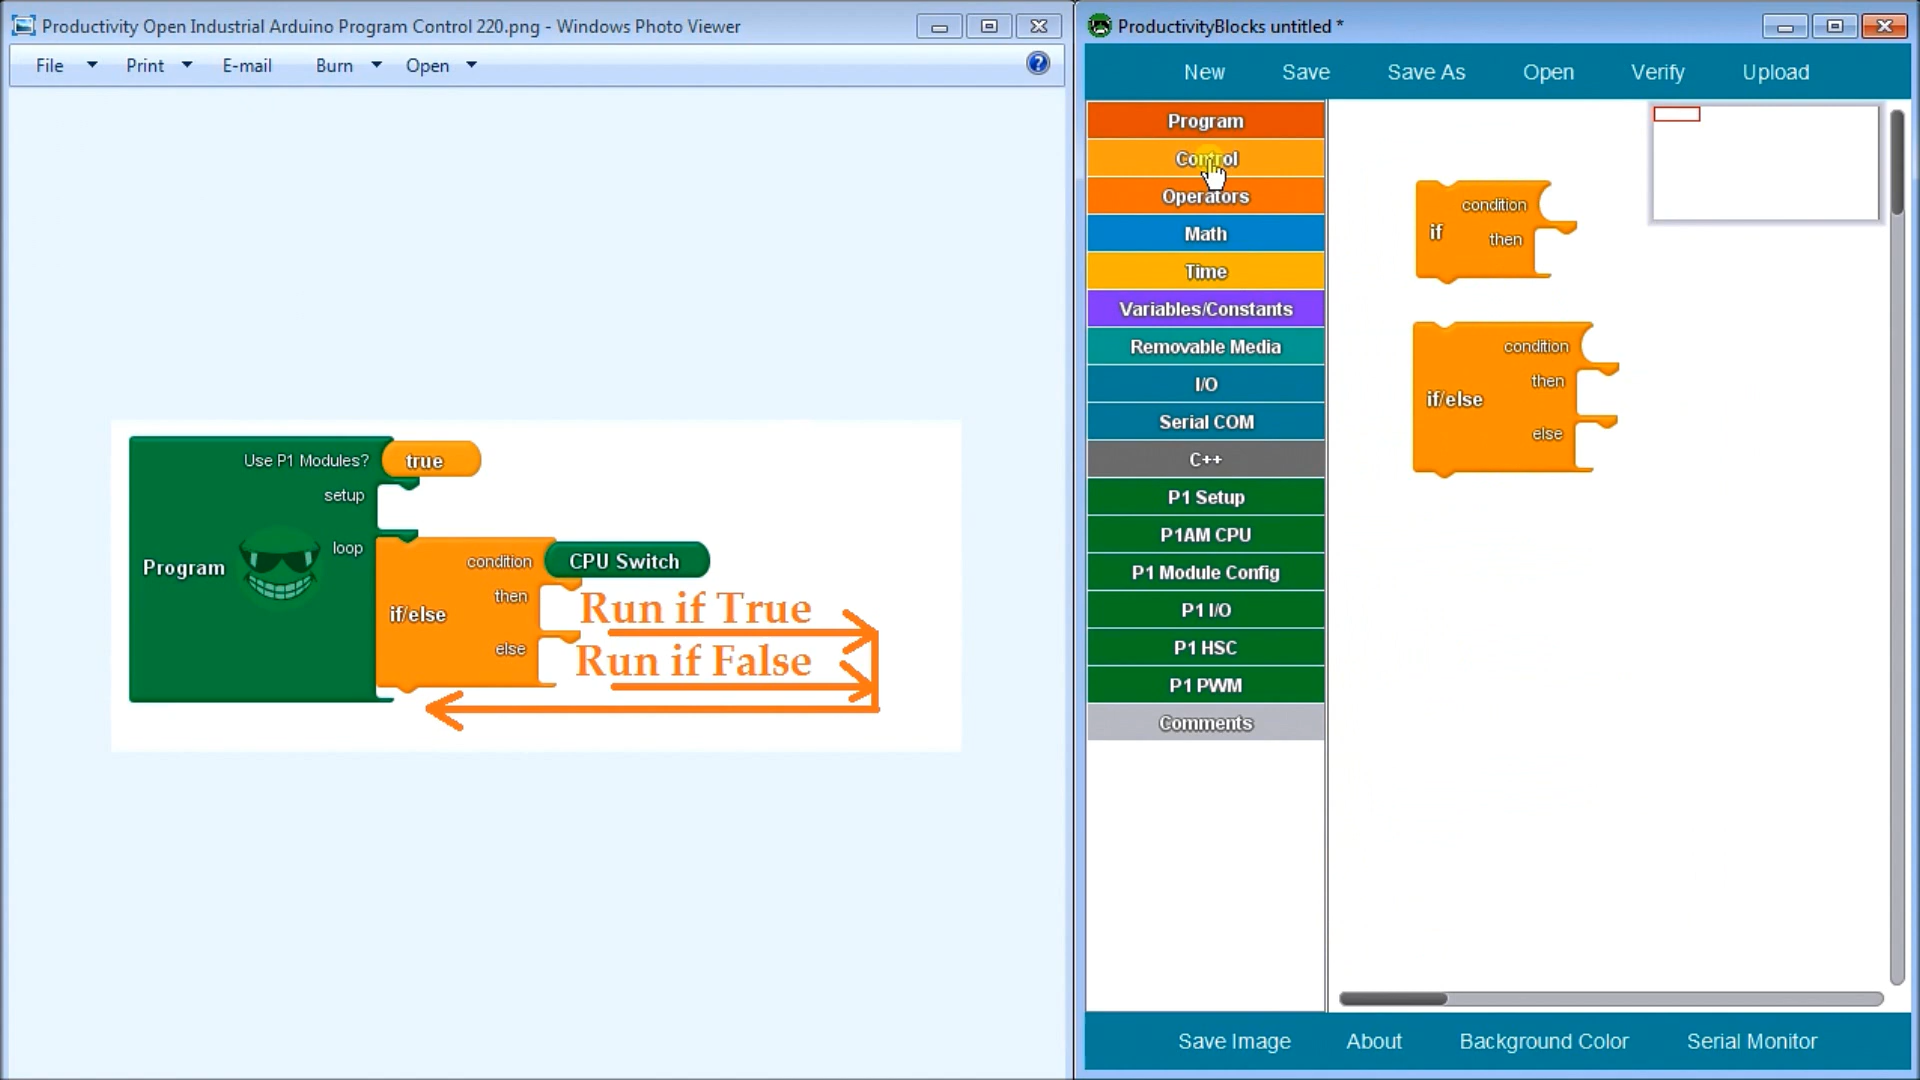 Productivity Open Industrial Arduino Program Control 220.png - Windows Photo Viewer
File Print E-mail Burn Open
Use P1 Modules? true
setup
loop
Program
condition CPU Switch
then
if/else
else
Run if True
Run if False
ProductivityBlocks untitled *
New Save Save As Open Verify Upload
Program
Control
Operators
Math
Time
Variables/Constants
Removable Media
I/O
Serial COM
C++
P1 Setup
P1AM CPU
P1 Module Config
P1 I/O
P1 HSC
P1 PWM
Comments
condition
if
then
condition
then
if/else
else
Save Image About Background Color Serial Monitor